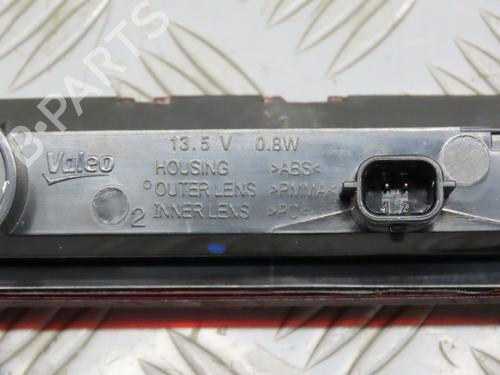 B-PARTS
Valeo
13.5 V 0.8W
HOUSING >ABS<
OUTER LENS >PMMA<
INNER LENS >PC<
2
1 2